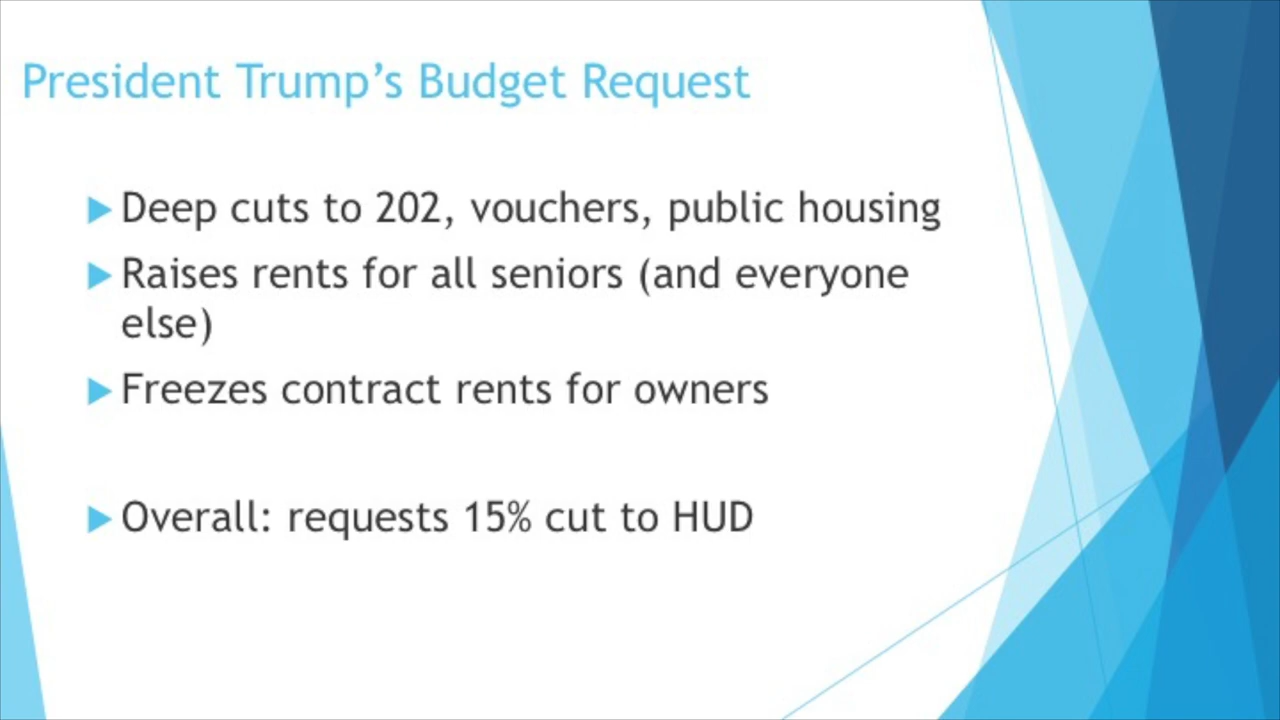 President Trump’s Budget Request
Deep cuts to 202, vouchers, public housing
Raises rents for all seniors (and everyone
else)
Freezes contract rents for owners
Overall: requests 15% cut to HUD